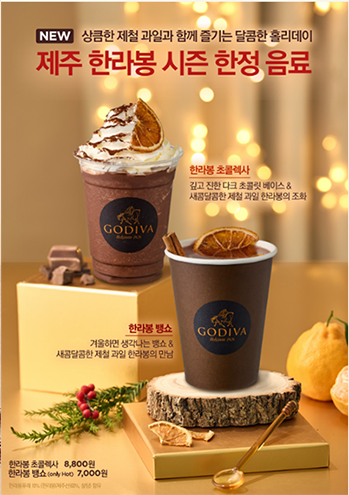 NEW 상큼한 제철 과일과 함께 즐기는 달콤한 홀리데이
제주 한라봉 시즌 한정 음료
한라봉 초콜렉사
깊고 진한 다크 초콜릿 베이스 &
새콤달콤한 제철 과일 한라봉의 조화
GODIVA
Belgium 1926
GODIVA
Belgium 1926
한라봉 뱅쇼
겨울하면 생각나는 뱅쇼 &
새콤달콤한 제철 과일 한라봉의 만남
한라봉 초콜렉사 8,800원
한라봉 뱅쇼 (only Hot) 7,000원